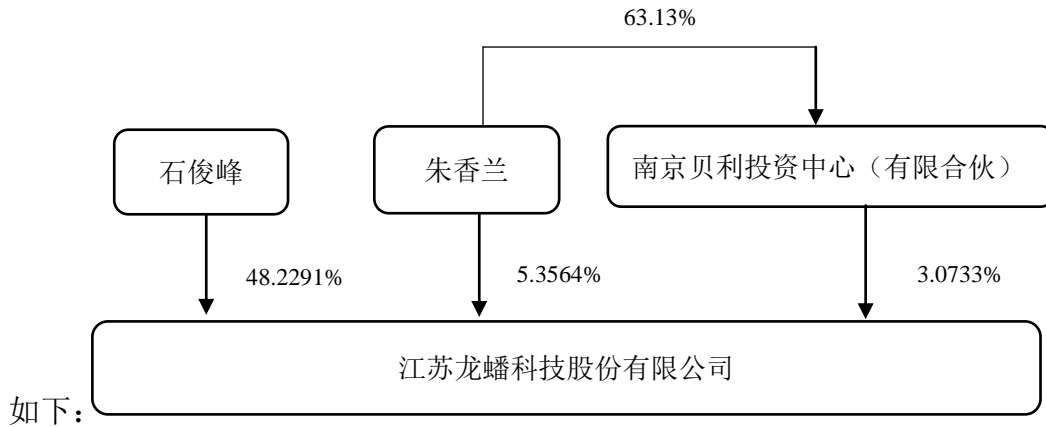 63.13%
石俊峰
朱香兰
南京贝利投资中心（有限合伙）
48.2291%
5.3564%
3.0733%
江苏龙蟠科技股份有限公司
如下：